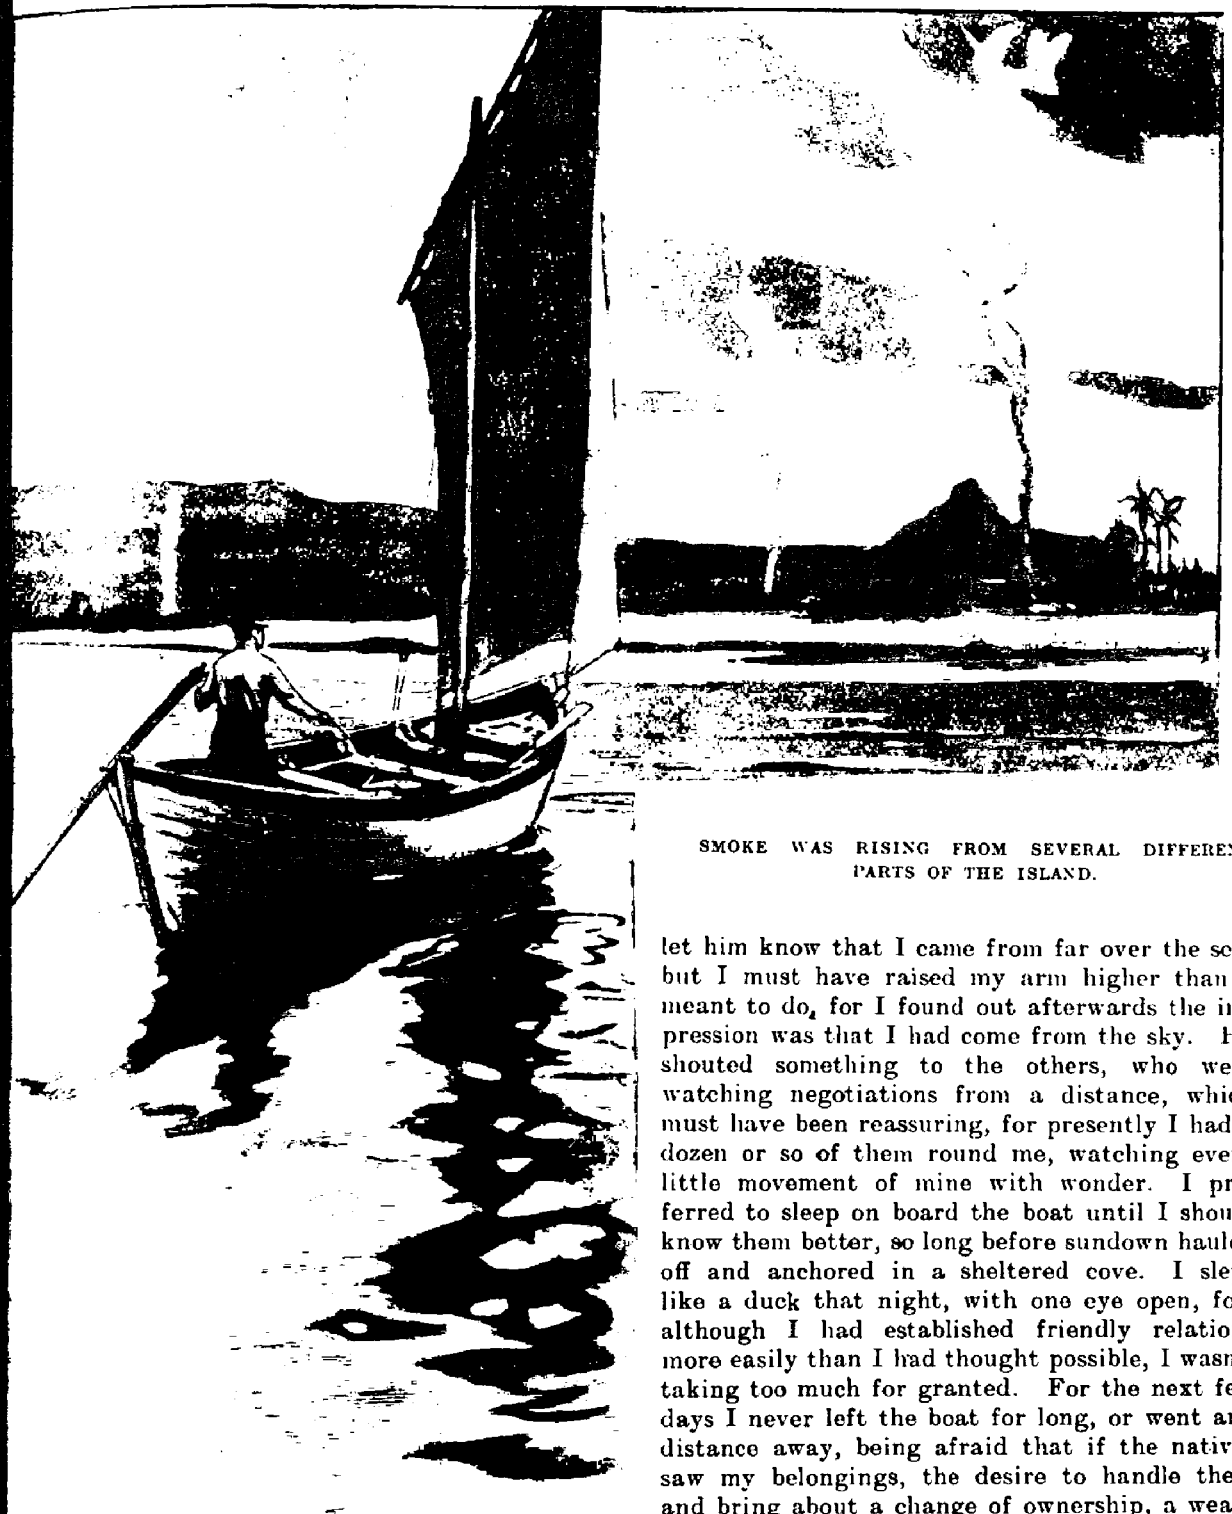 SMOKE WAS RISING FROM SEVERAL DIFFEREN
PARTS OF THE ISLAND.
let him know that I came from far over the se
but I must have raised my arm higher than
meant to do, for I found out afterwards the i
pression was that I had come from the sky. H
shouted something to the others, who we
watching negotiations from a distance, whic
must have been reassuring, for presently I had
dozen or so of them round me, watching eve
little movement of mine with wonder. I pr
ferred to sleep on board the boat until I shou
know them better, so long before sundown haul
off and anchored in a sheltered cove. I sle
like a duck that night, with one eye open, fo
although I had established friendly relatio
more easily than I had thought possible, I wasn
taking too much for granted. For the next fe
days I never left the boat for long, or went a
distance away, being afraid that if the nativ
saw my belongings, the desire to handle the
and bring about a change of ownership, a wea